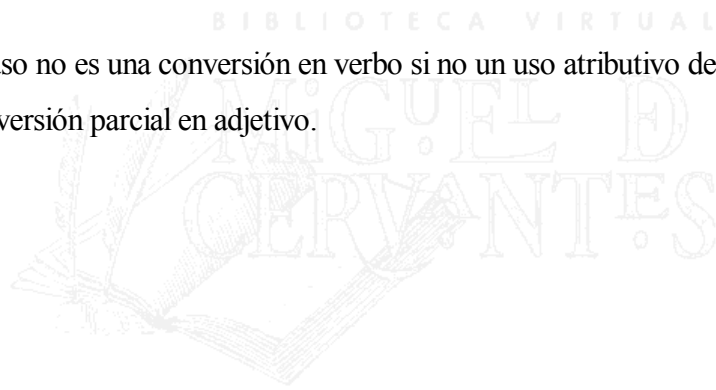 BIBLIOTECA VIRTUAL
so no es una conversión en verbo si no un uso atributivo de
versión parcial en adjetivo.
MIGUEL D
CERVANTES